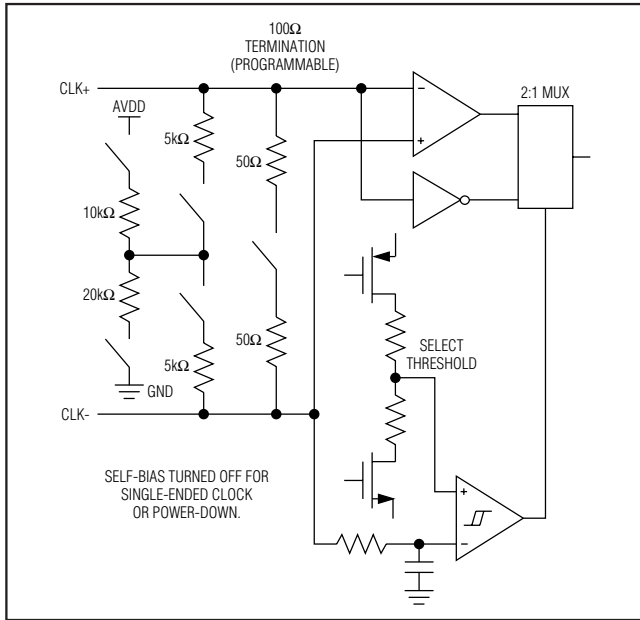 100Ω
TERMINATION
(PROGRAMMABLE)
CLK+
AVDD
2:1 MUX
5kΩ
50Ω
10kΩ
20kΩ
SELECT
THRESHOLD
50Ω
5kΩ
GND
CLK-
SELF-BIAS TURNED OFF FOR
SINGLE-ENDED CLOCK
OR POWER-DOWN.
−
+
+
−